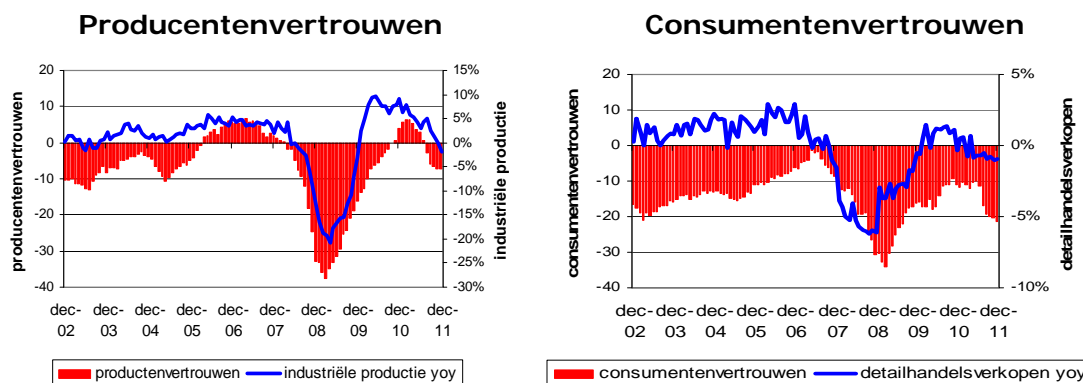 Producentenvertrouwen
producentenvertrouwen
20
10
0
-10
-20
-30
-40
15%
10%
5%
0%
-5%
-10%
-15%
-20%
-25%
-30%
industriële productie
dec-02 dec-03 dec-04 dec-05 dec-06 dec-07 dec-08 dec-09 dec-10 dec-11
productenvertrouwen industriële productie yoy
Consumentenvertrouwen
consumentenvertrouwen
20
10
0
-10
-20
-30
-40
5%
0%
-5%
-10%
detailhandelsverkopen
dec-02 dec-03 dec-04 dec-05 dec-06 dec-07 dec-08 dec-09 dec-10 dec-11
consumentenvertrouwen detailhandelsverkopen yoy